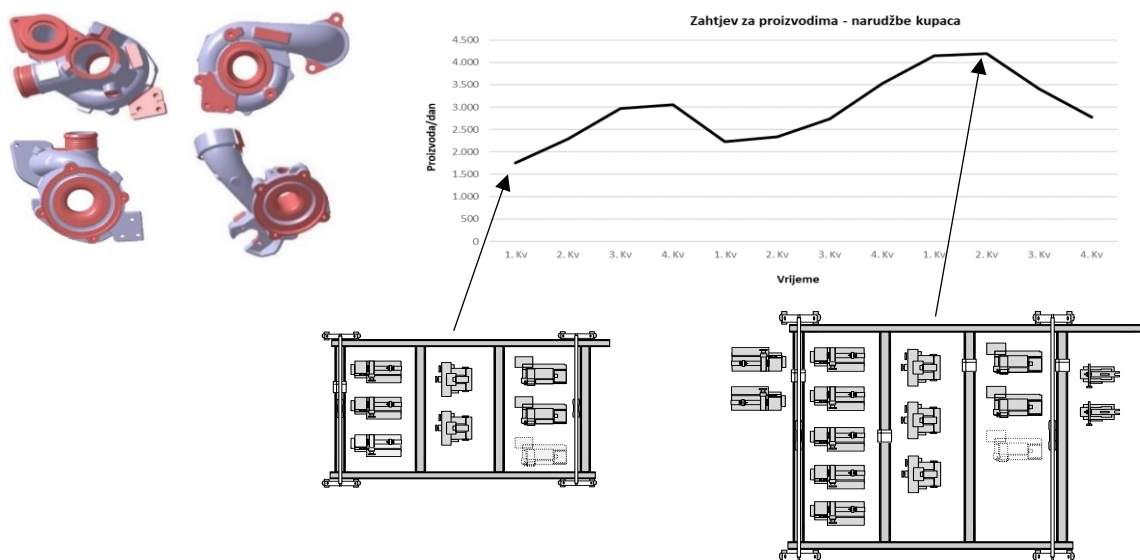 Zahtjev za proizvodima - narudžbe kupaca
4.500
4.000
3.500
3.000
2.500
2.000
1.500
1.000
500
0
Proizvoda/dan
1. Kv 2. Kv 3. Kv 4. Kv 1. Kv 2. Kv 3. Kv 4. Kv 1. Kv 2. Kv 3. Kv 4. Kv
Vrijeme